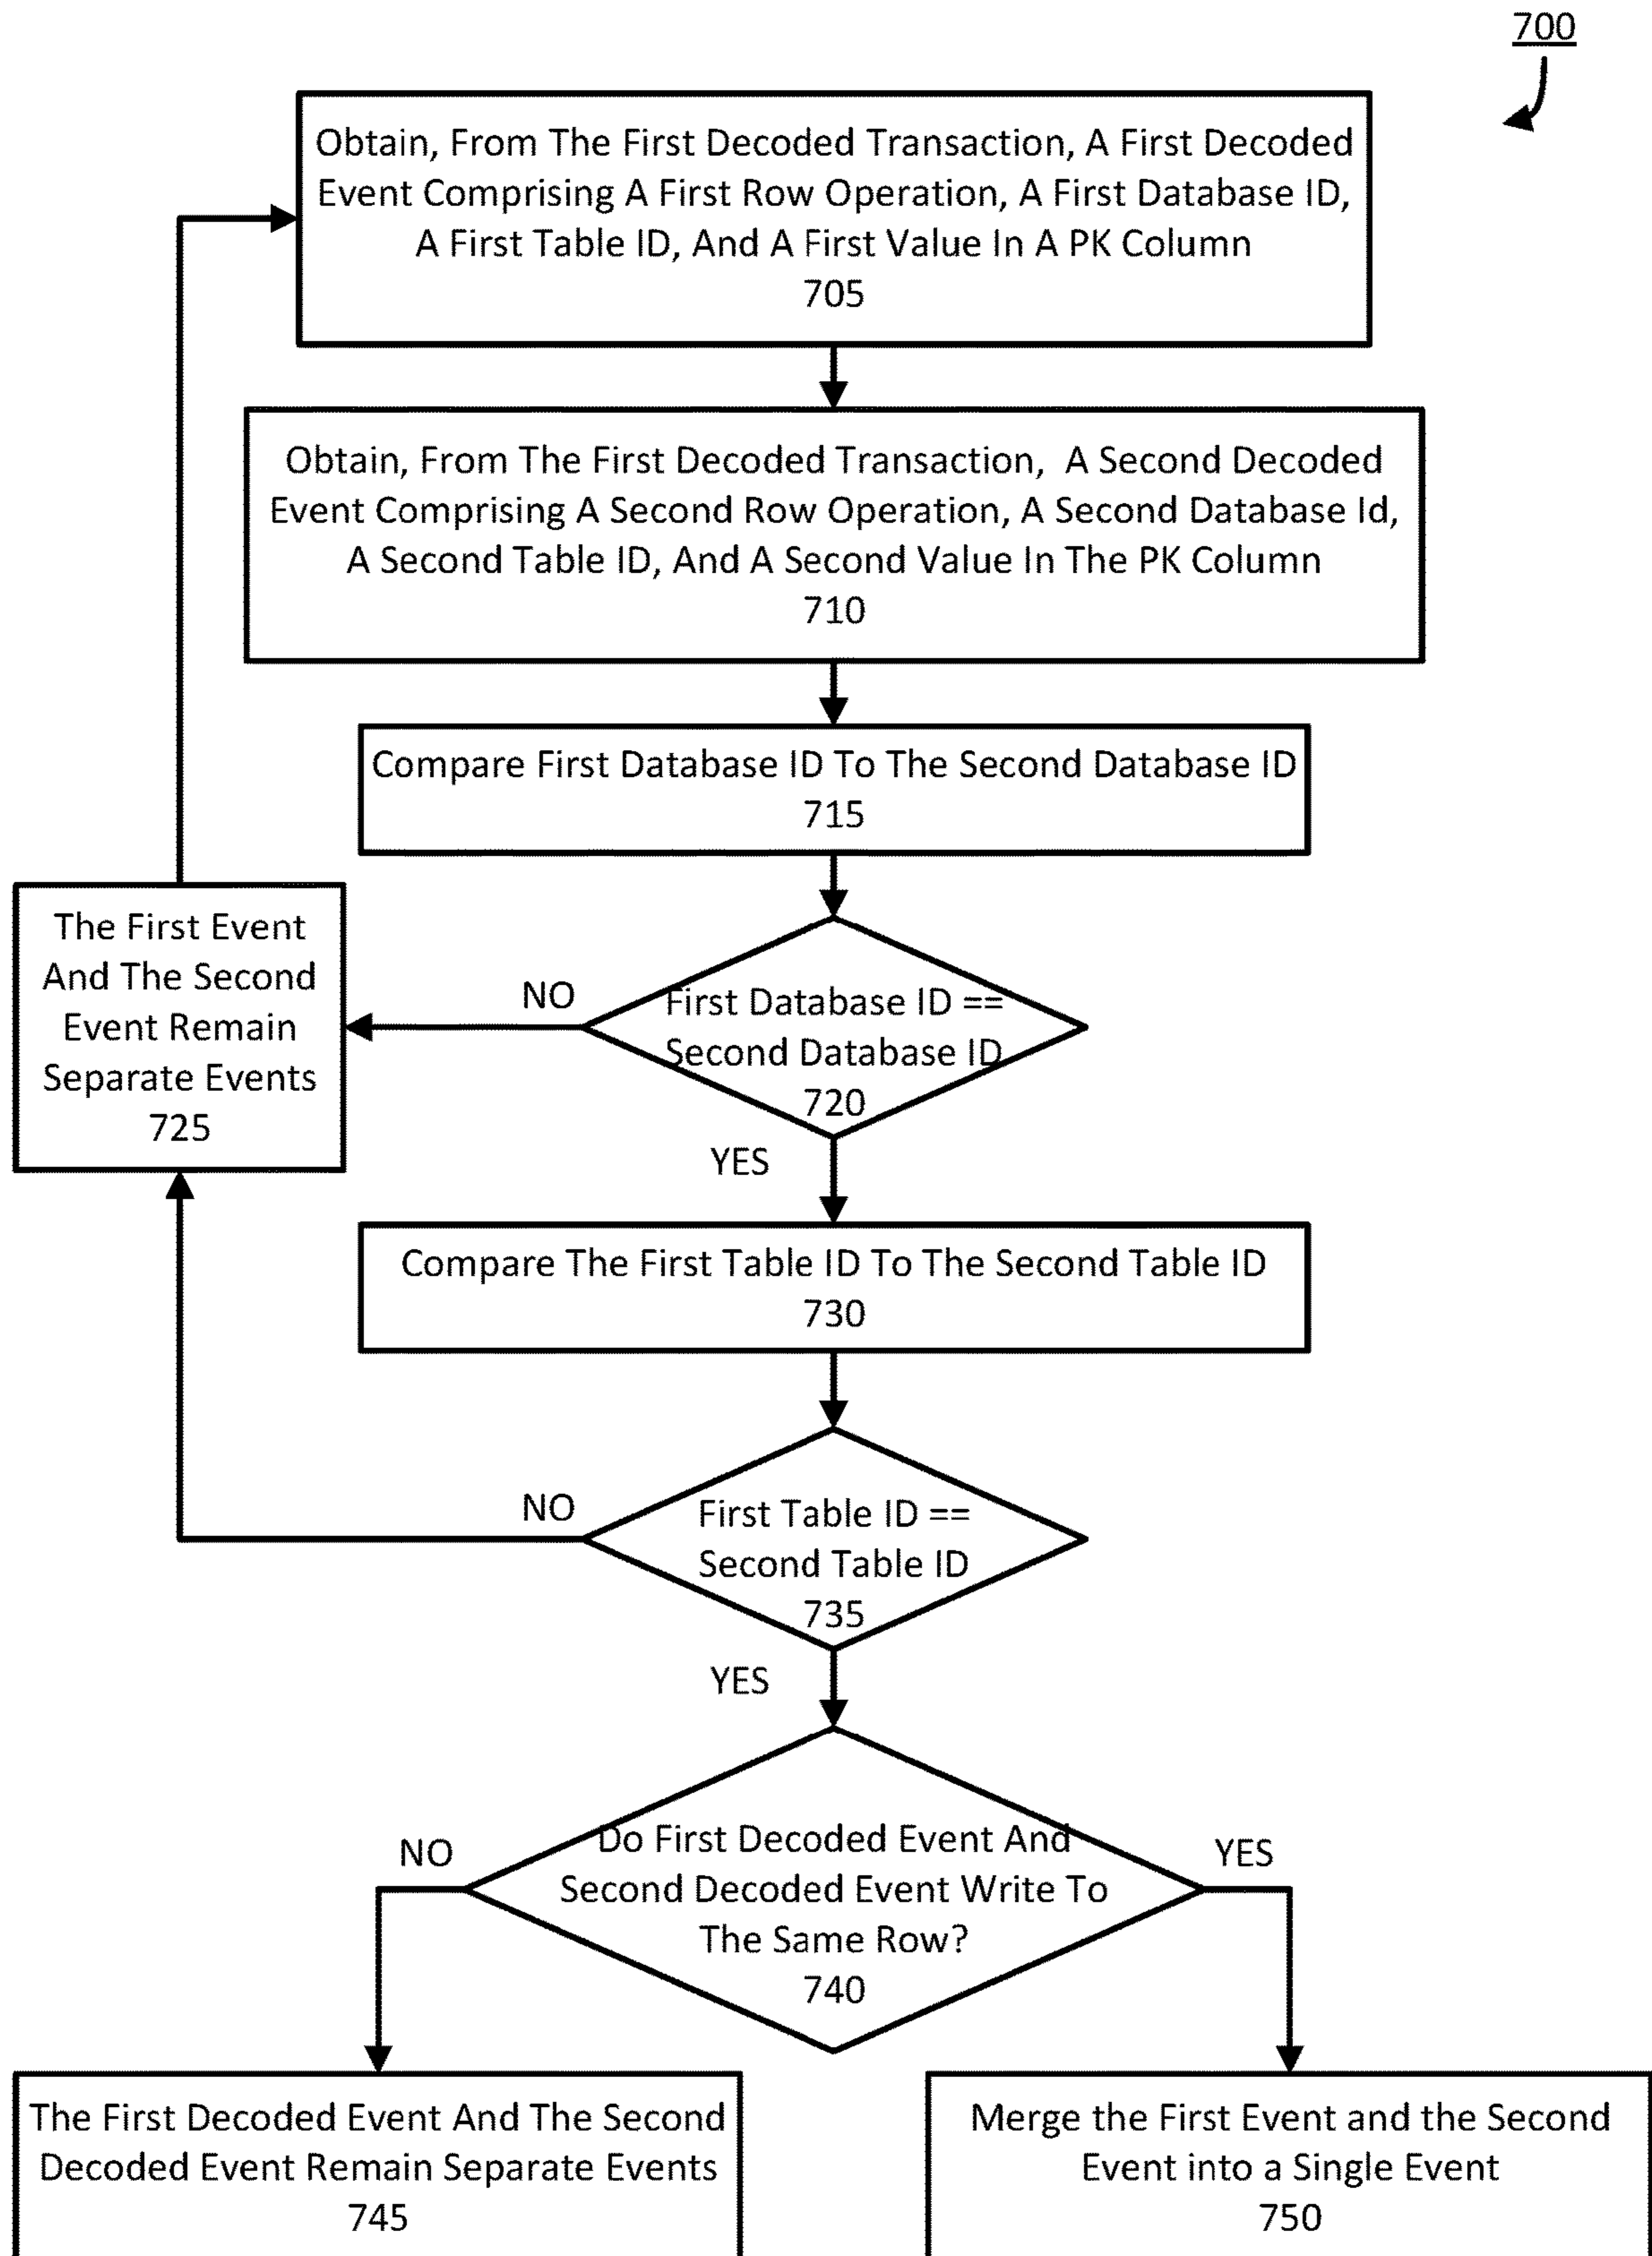 700
Obtain, From The First Decoded Transaction, A First Decoded
Event Comprising A First Row Operation, A First Database ID,
A First Table ID, And A First Value In A PK Column
705
Obtain, From The First Decoded Transaction, A Second Decoded
Event Comprising A Second Row Operation, A Second Database Id,
A Second Table ID, And A Second Value In The PK Column
710
Compare First Database ID To The Second Database ID
715
The First Event
And The Second
Event Remain
Separate Events
725
NO
First Database ID ==
Second Database ID
720
YES
Compare The First Table ID To The Second Table ID
730
NO
First Table ID ==
Second Table ID
735
YES
NO
Do First Decoded Event And
Second Decoded Event Write To
The Same Row?
740
YES
The First Decoded Event And The Second
Decoded Event Remain Separate Events
745
Merge the First Event and the Second
Event into a Single Event
750